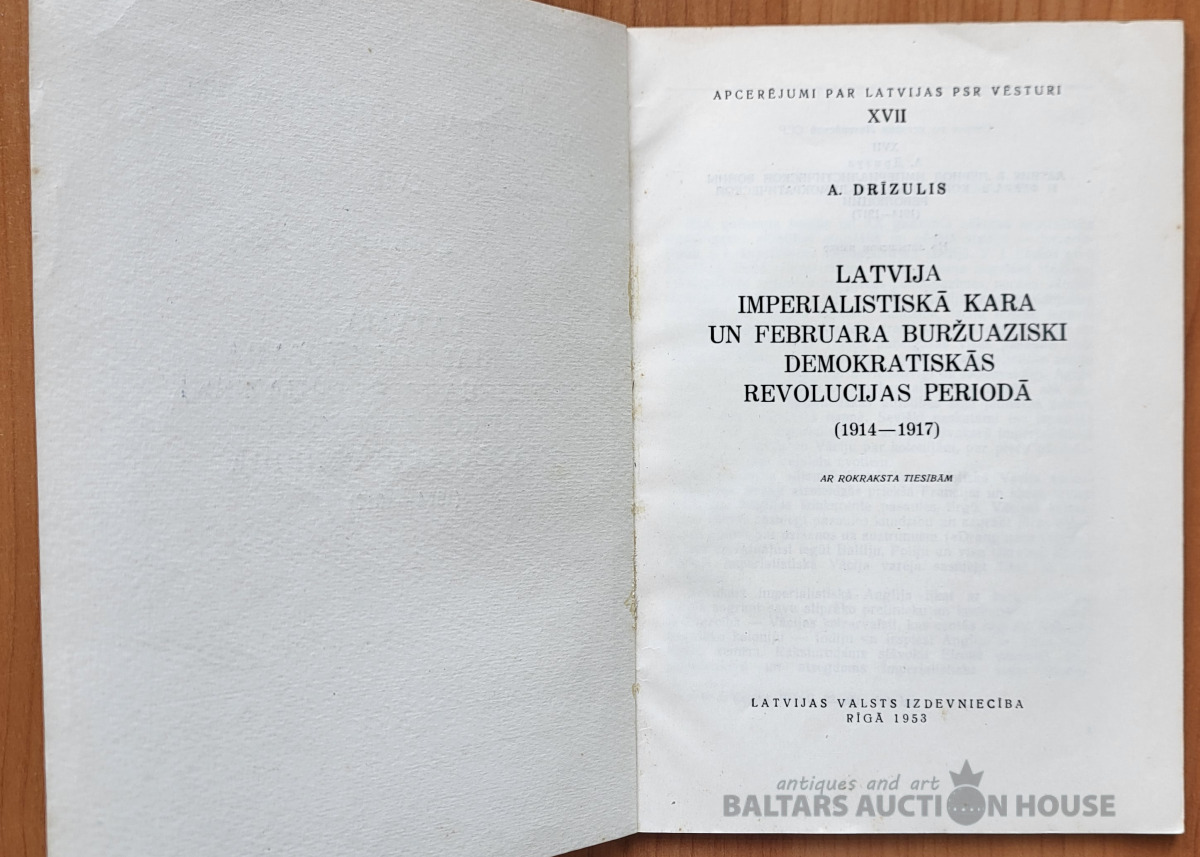 APCERĒJUMI PAR LATVIJAS PSR VĒSTURI
XVII
A. DRĪZULIS
LATVIJA
IMPERIALISTISKĀ KARA
UN FEBRUARA BURŽUAZISKI
DEMOKRATISKĀS
REVOLUCIJAS PERIODĀ
(1914—1917)
AR ROKRAKSTA TIESĪBĀM
LATVIJAS VALSTS IZDEVNIECĪBA
RĪGĀ 1953
antiques and art
BALTARS AUCTION HOUSE